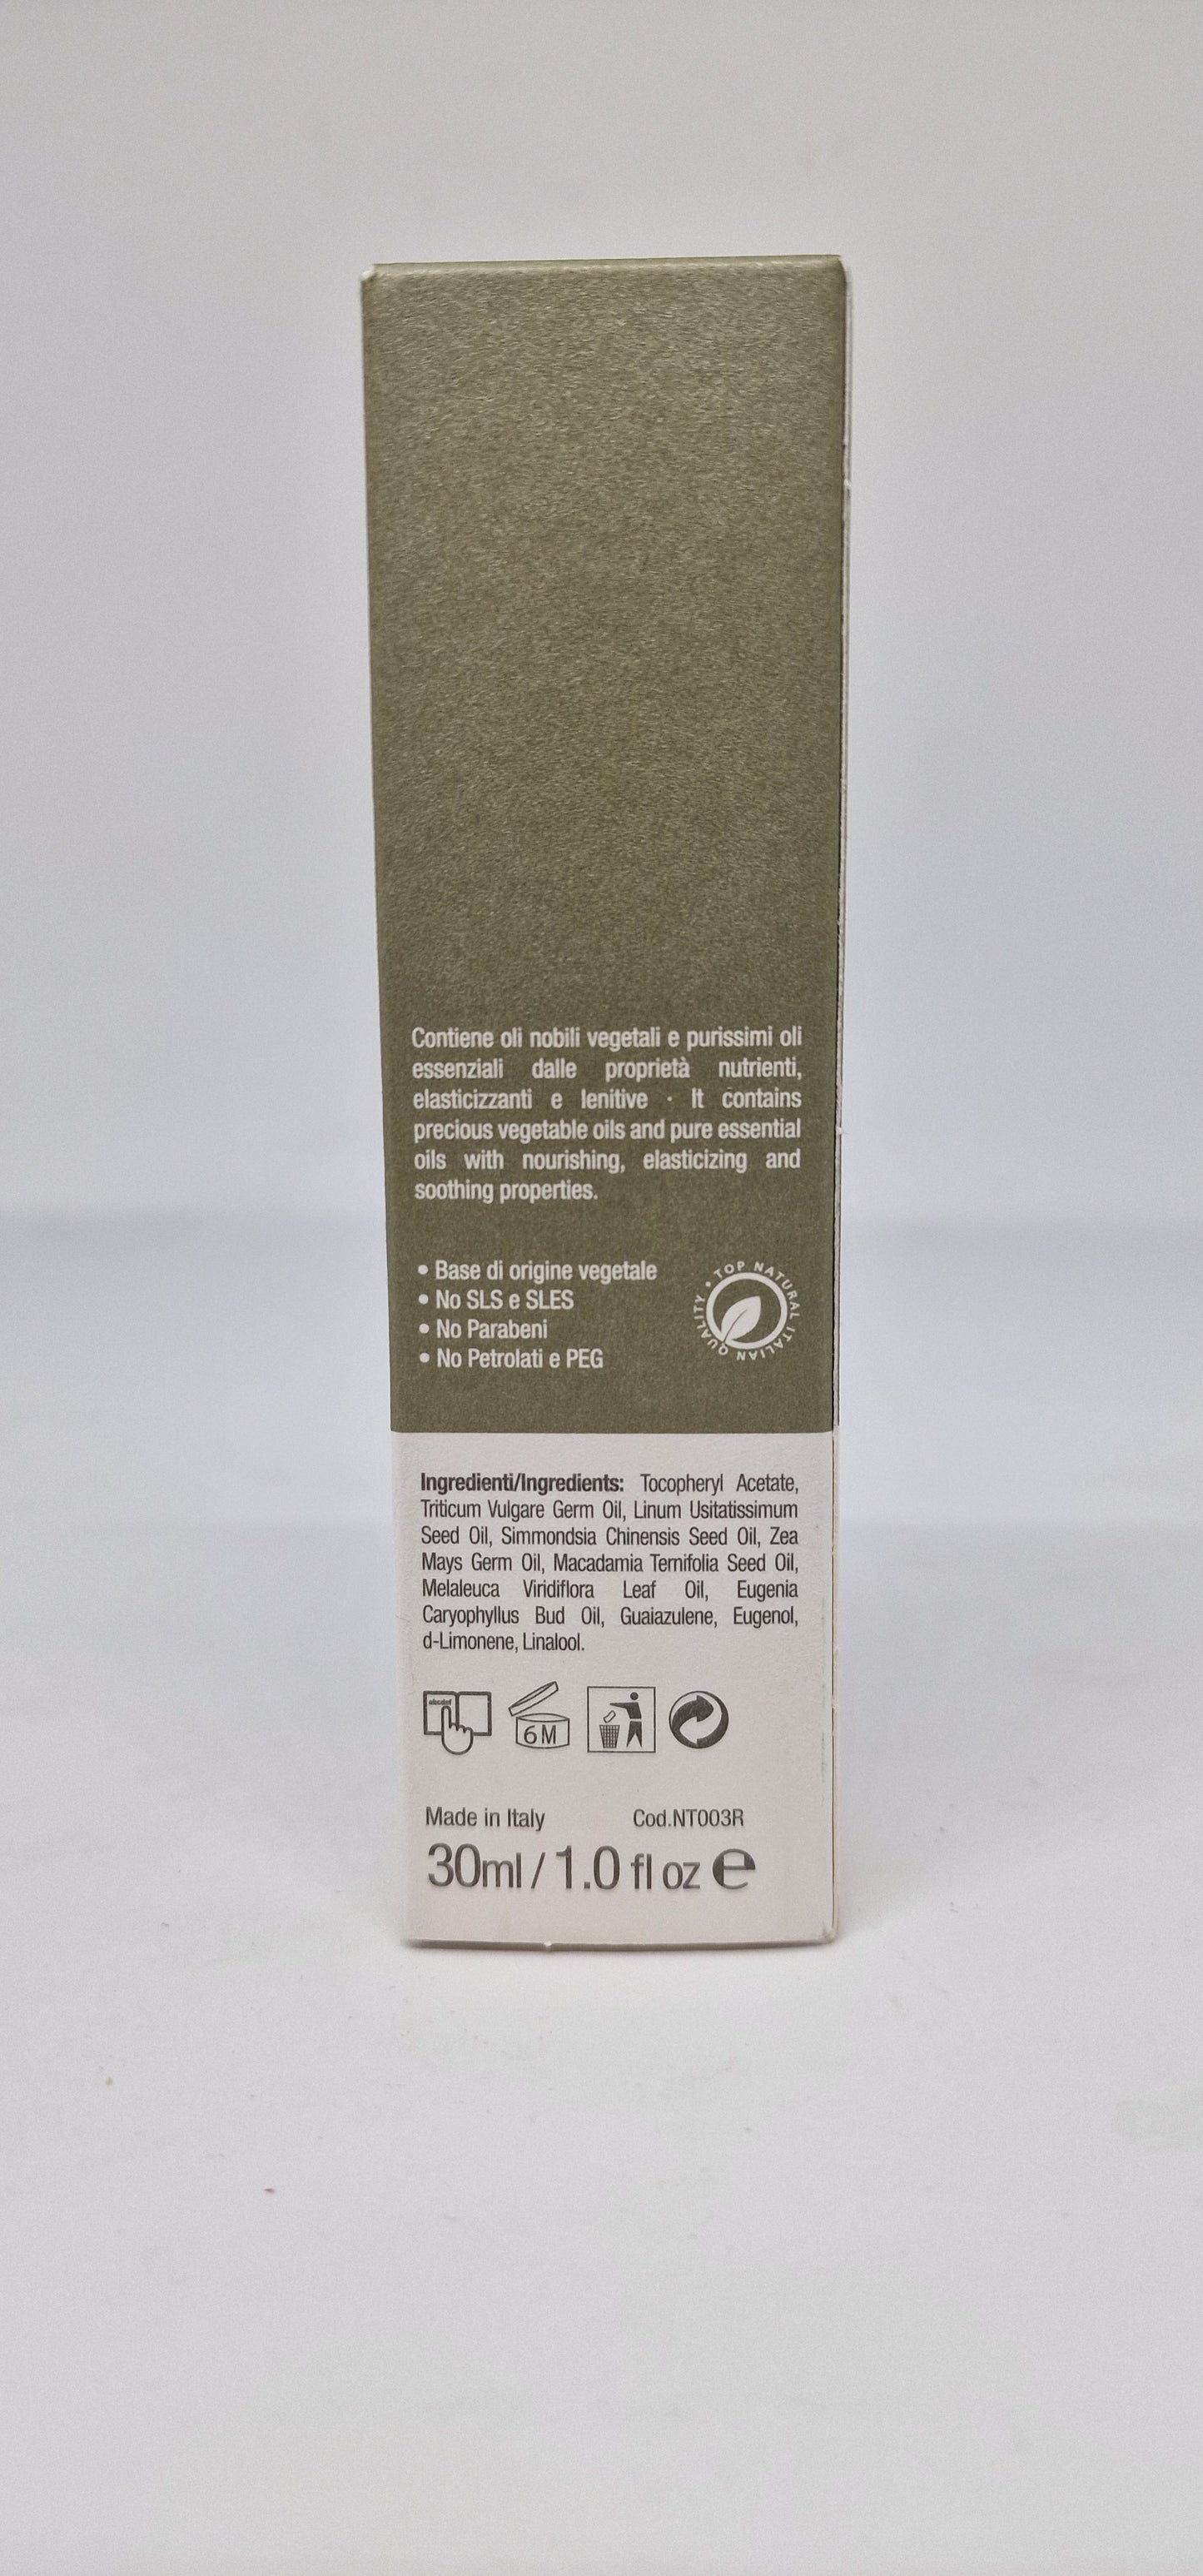 Contiene oli nobili vegetali e purissimi oli
essenziali dalle proprietà nutrienti,
elasticizzanti e lenitive · It contains
precious vegetable oils and pure essential
oils with nourishing, elasticizing and
soothing properties.
• Base di origine vegetale
• No SLS e SLES
• No Parabeni
• No Petrolati e PEG
TOP NATURAL ITALIAN QUALITY •
Ingredienti/Ingredients: Tocopheryl Acetate,
Triticum Vulgare Germ Oil, Linum Usitatissimum
Seed Oil, Simmondsia Chinensis Seed Oil, Zea
Mays Germ Oil, Macadamia Ternifolia Seed Oil,
Melaleuca Viridiflora Leaf Oil, Eugenia
Caryophyllus Bud Oil, Guaiazulene, Eugenol,
d-Limonene, Linalool.
abcdef
6M
Made in Italy Cod.NT003R
30ml / 1.0 fl oz e